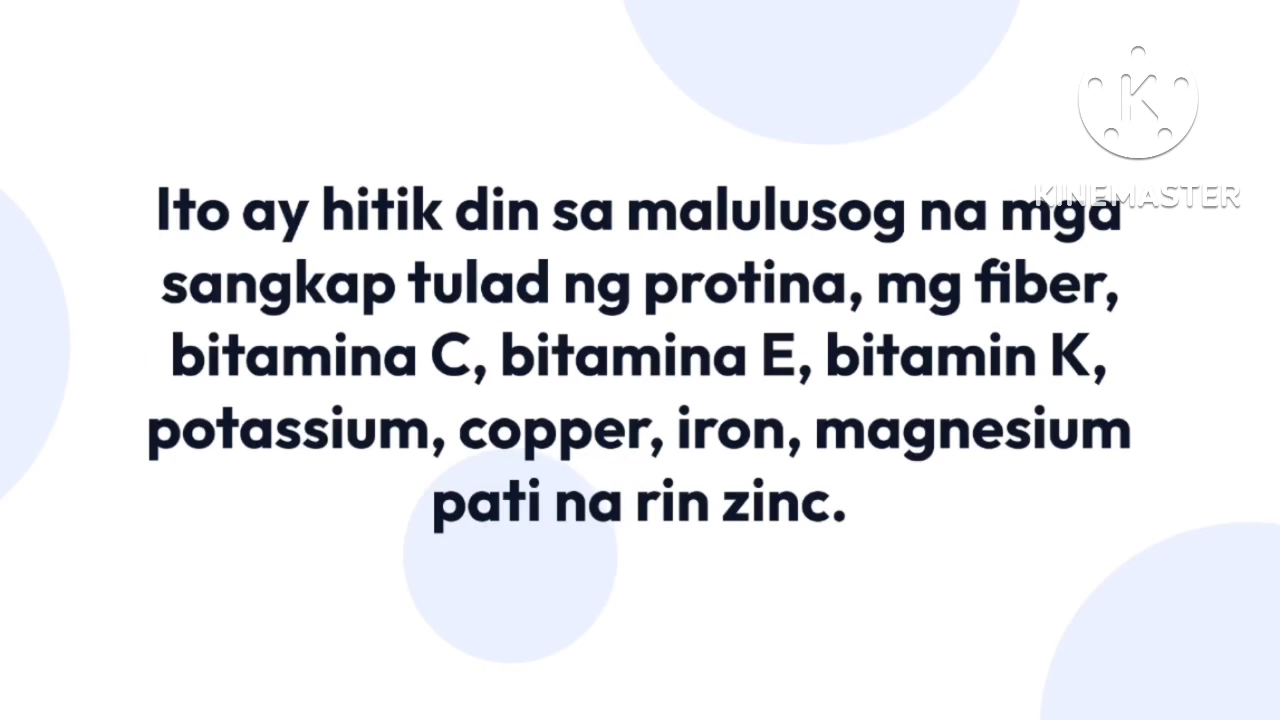 KINEMASTER
Ito ay hitik din sa malulusog na mga
sangkap tulad ng protina, mg fiber,
bitamina C, bitamina E, bitamin K,
potassium, copper, iron, magnesium
pati na rin zinc.